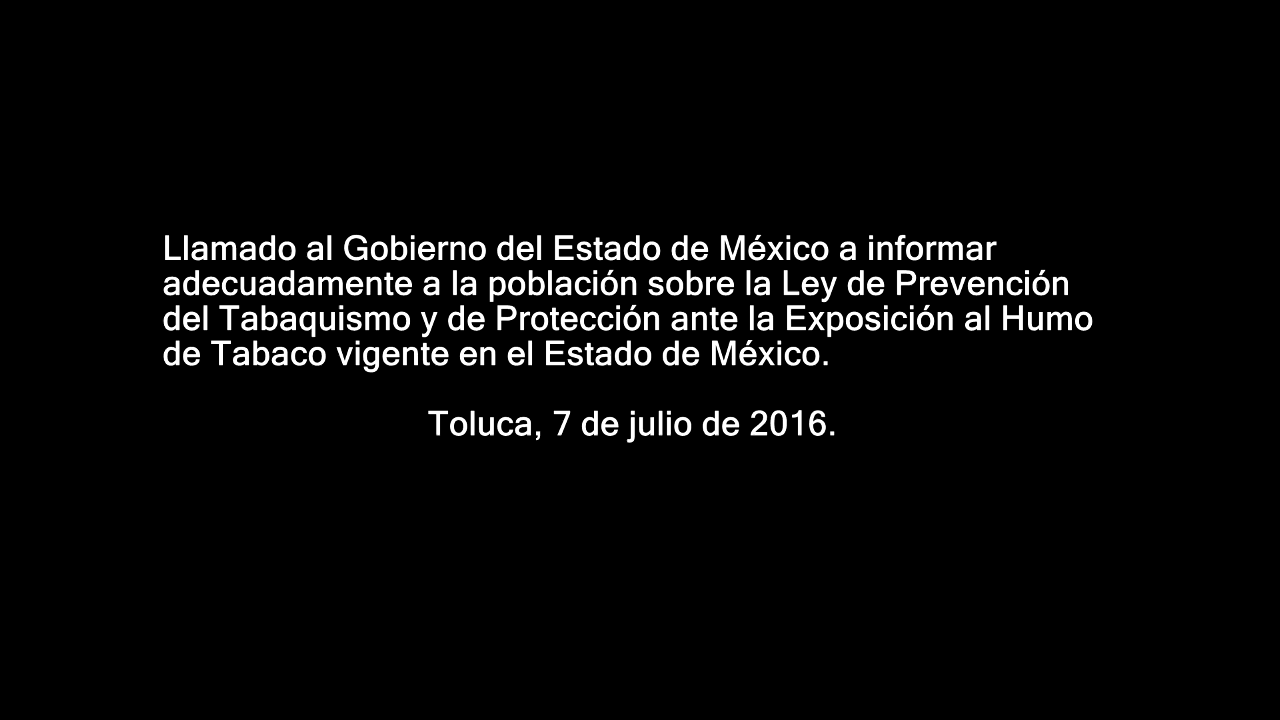 Llamado al Gobierno del Estado de México a informar
adecuadamente a la población sobre la Ley de Prevención
del Tabaquismo y de Protección ante la Exposición al Humo
de Tabaco vigente en el Estado de México.
Toluca, 7 de julio de 2016.